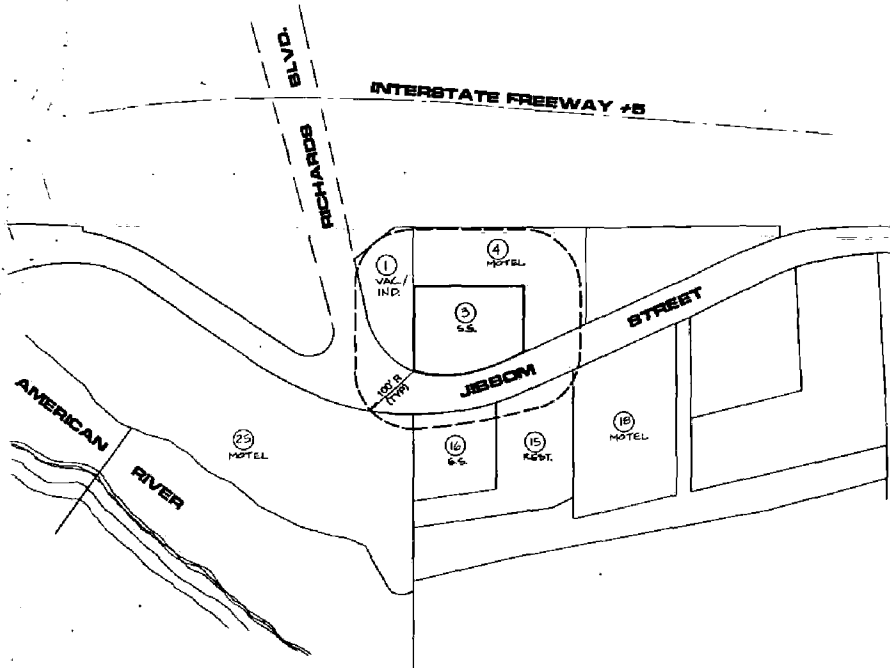 RICHARDS BLVD.
INTERSTATE FREEWAY #5
1
VAC/
IND.
4
MOTEL
3
S.S.
JIBBOM STREET
100' R
(TYP)
AMERICAN RIVER
25
MOTEL
16
S.S.
15
REST.
18
MOTEL